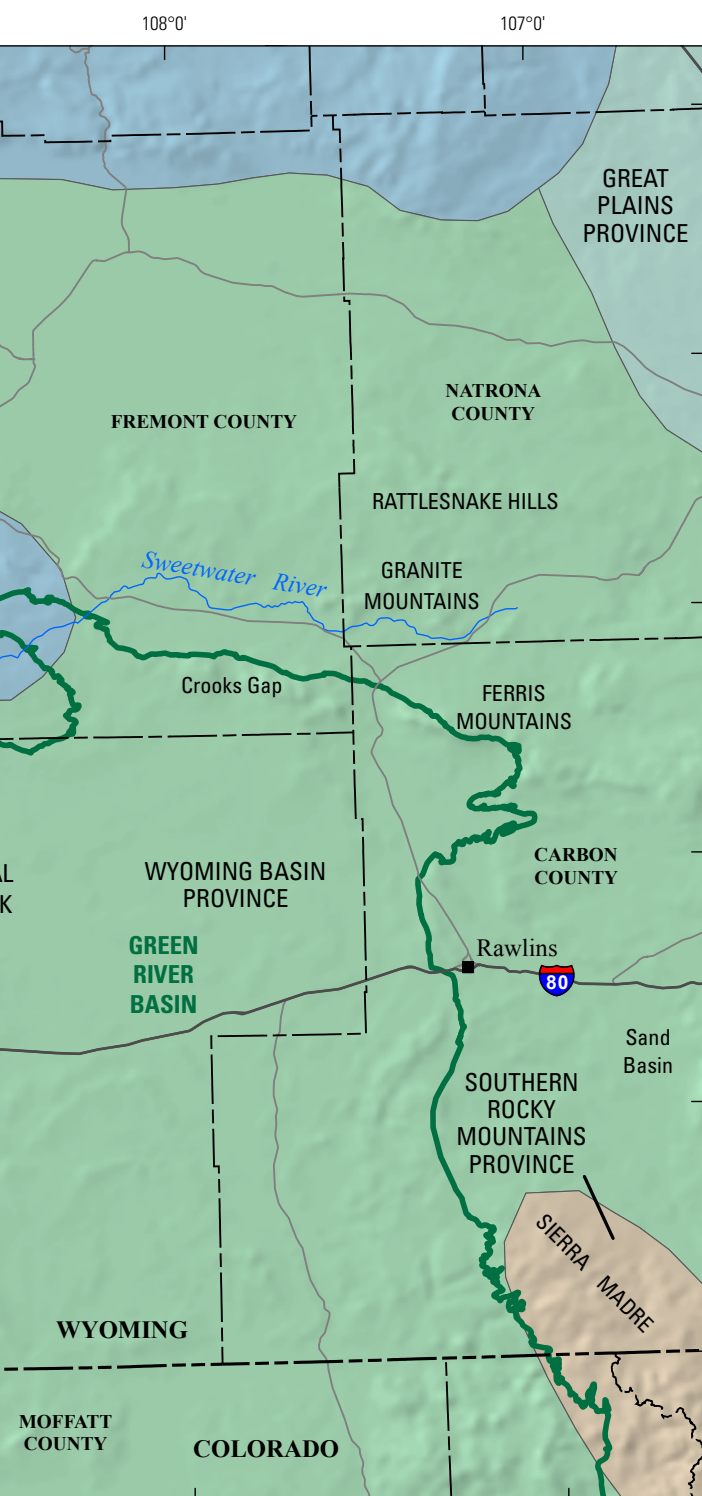 108°0'
107°0'
GREAT
PLAINS
PROVINCE
NATRONA
COUNTY
FREMONT COUNTY
RATTLESNAKE HILLS
Sweetwater River
GRANITE
MOUNTAINS
Crooks Gap
FERRIS
MOUNTAINS
CARBON
COUNTY
AL
K
WYOMING BASIN
PROVINCE
GREEN
RIVER
BASIN
Rawlins
80
Sand
Basin
SOUTHERN
ROCKY
MOUNTAINS
PROVINCE
SIERRA MADRE
WYOMING
MOFFATT
COUNTY
COLORADO